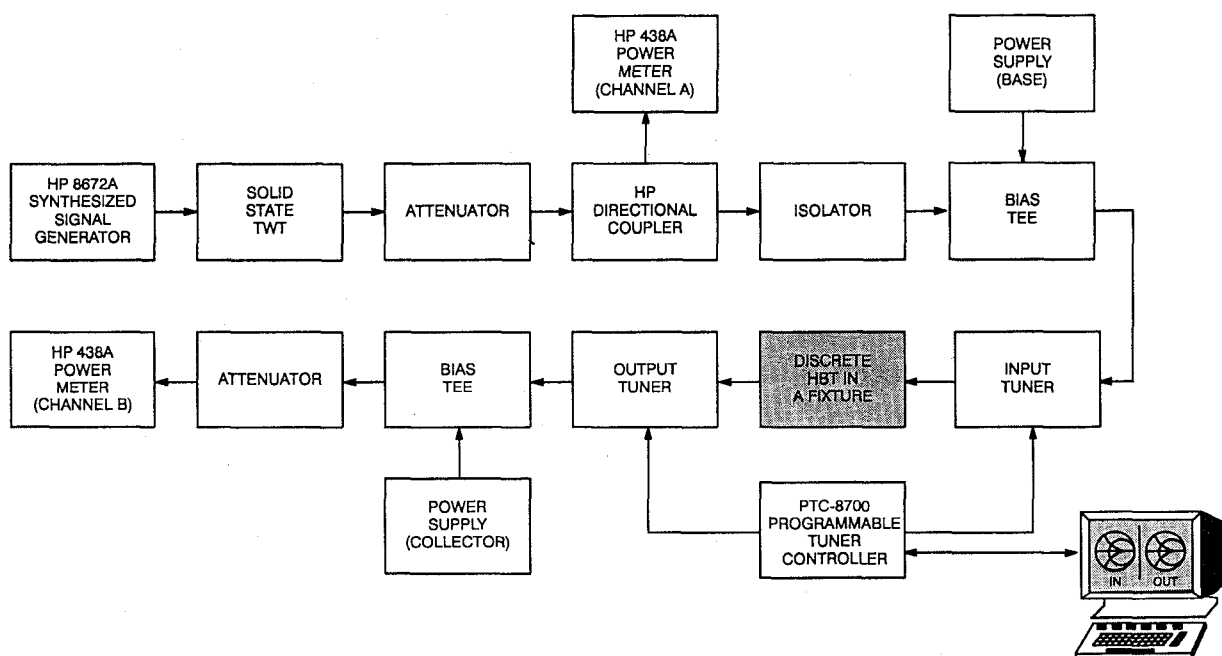 HP 438A
POWER
METER
(CHANNEL A)
POWER
SUPPLY
(BASE)
HP 8672A
SYNTHESIZED
SIGNAL
GENERATOR
SOLID
STATE
TWT
ATTENUATOR
HP
DIRECTIONAL
COUPLER
ISOLATOR
BIAS
TEE
HP 438A
POWER
METER
(CHANNEL B)
ATTENUATOR
BIAS
TEE
OUTPUT
TUNER
DISCRETE
HBT IN
A FIXTURE
INPUT
TUNER
POWER
SUPPLY
(COLLECTOR)
PTC-8700
PROGRAMMABLE
TUNER
CONTROLLER
IN
OUT